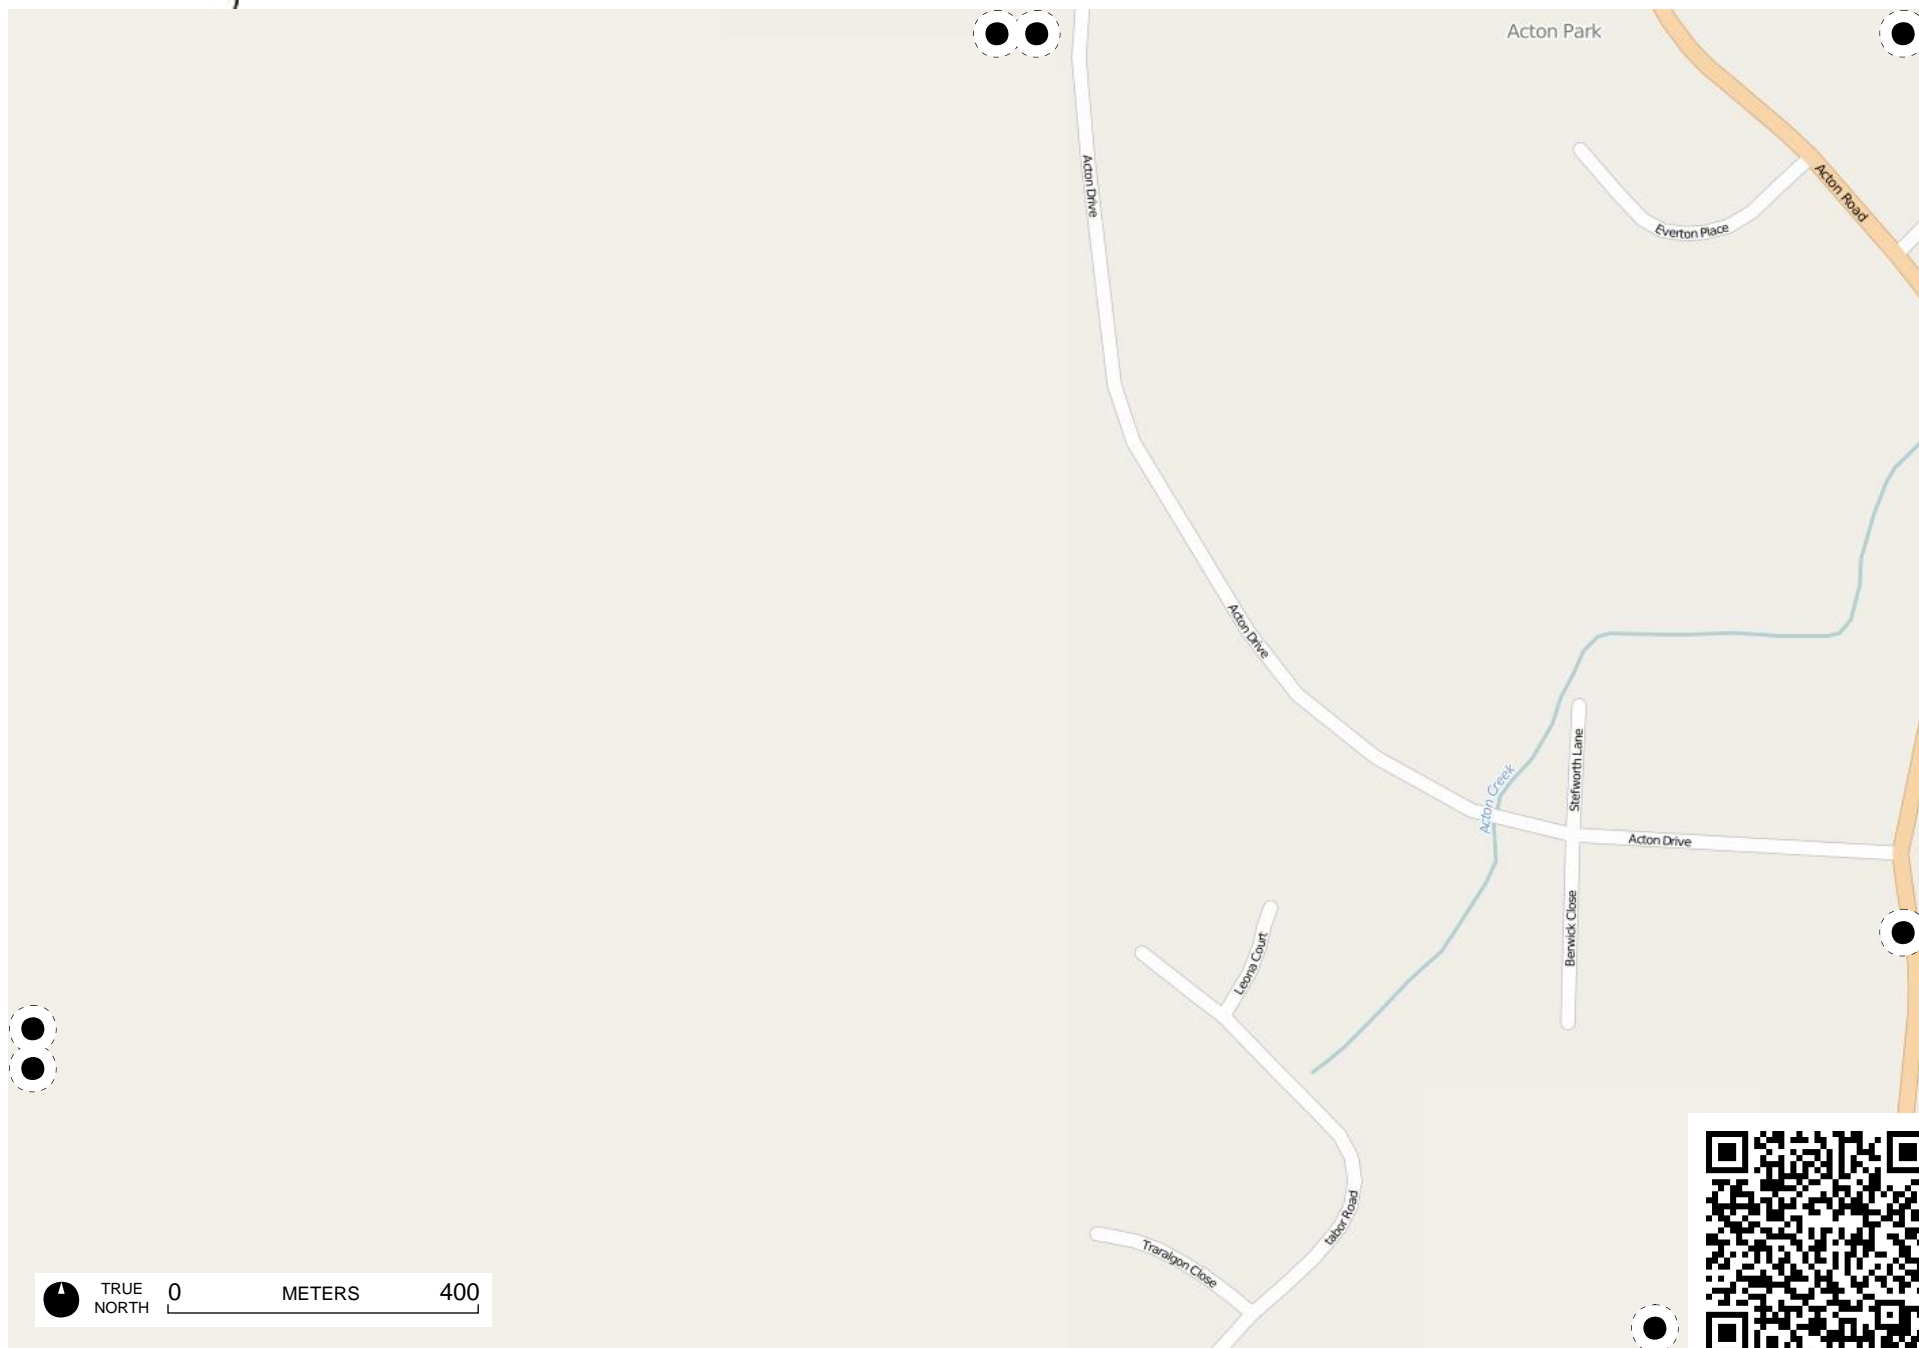 Acton Park
Acton Drive
Acton Road
Everton Place
Acton Drive
Stefworth Lane
Acton Creek
Acton Drive
Berwick Close
Leona Court
tabor Road
Traralgon Close
TRUE NORTH
0 METERS 400